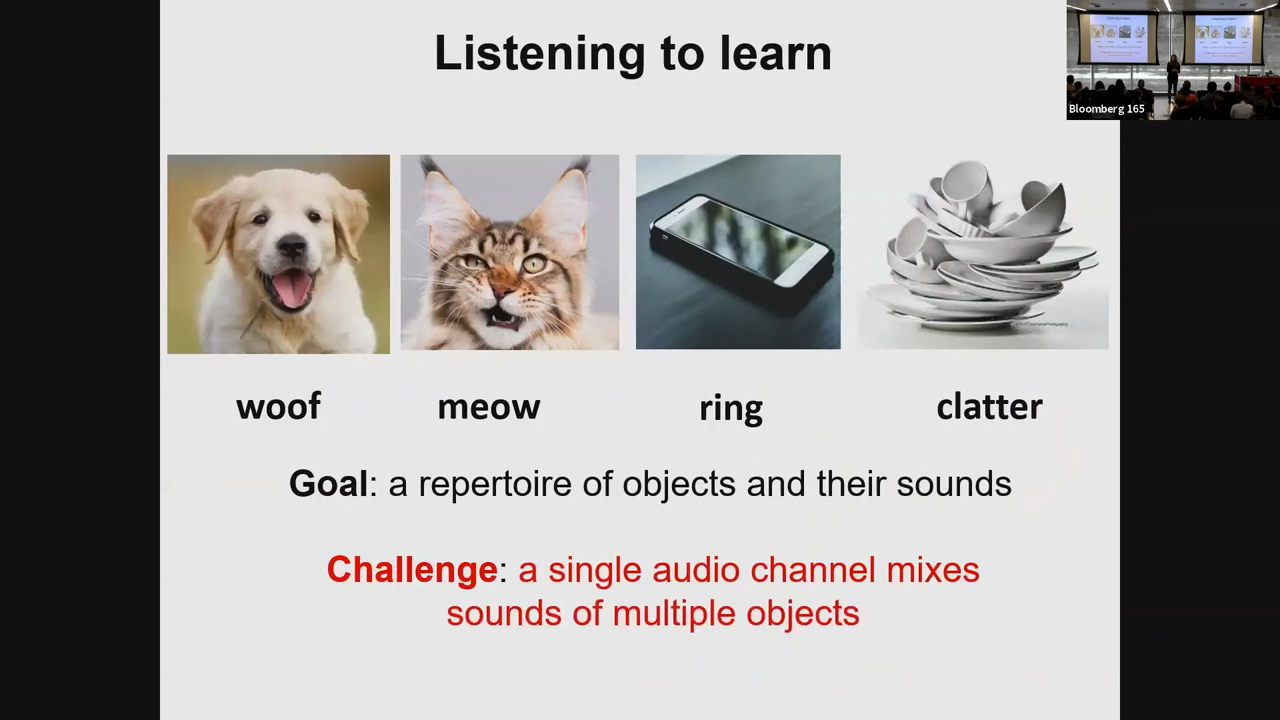 Listening to learn
Bloomberg 165
woof
meow
ring
clatter
Goal: a repertoire of objects and their sounds
Challenge: a single audio channel mixes
sounds of multiple objects